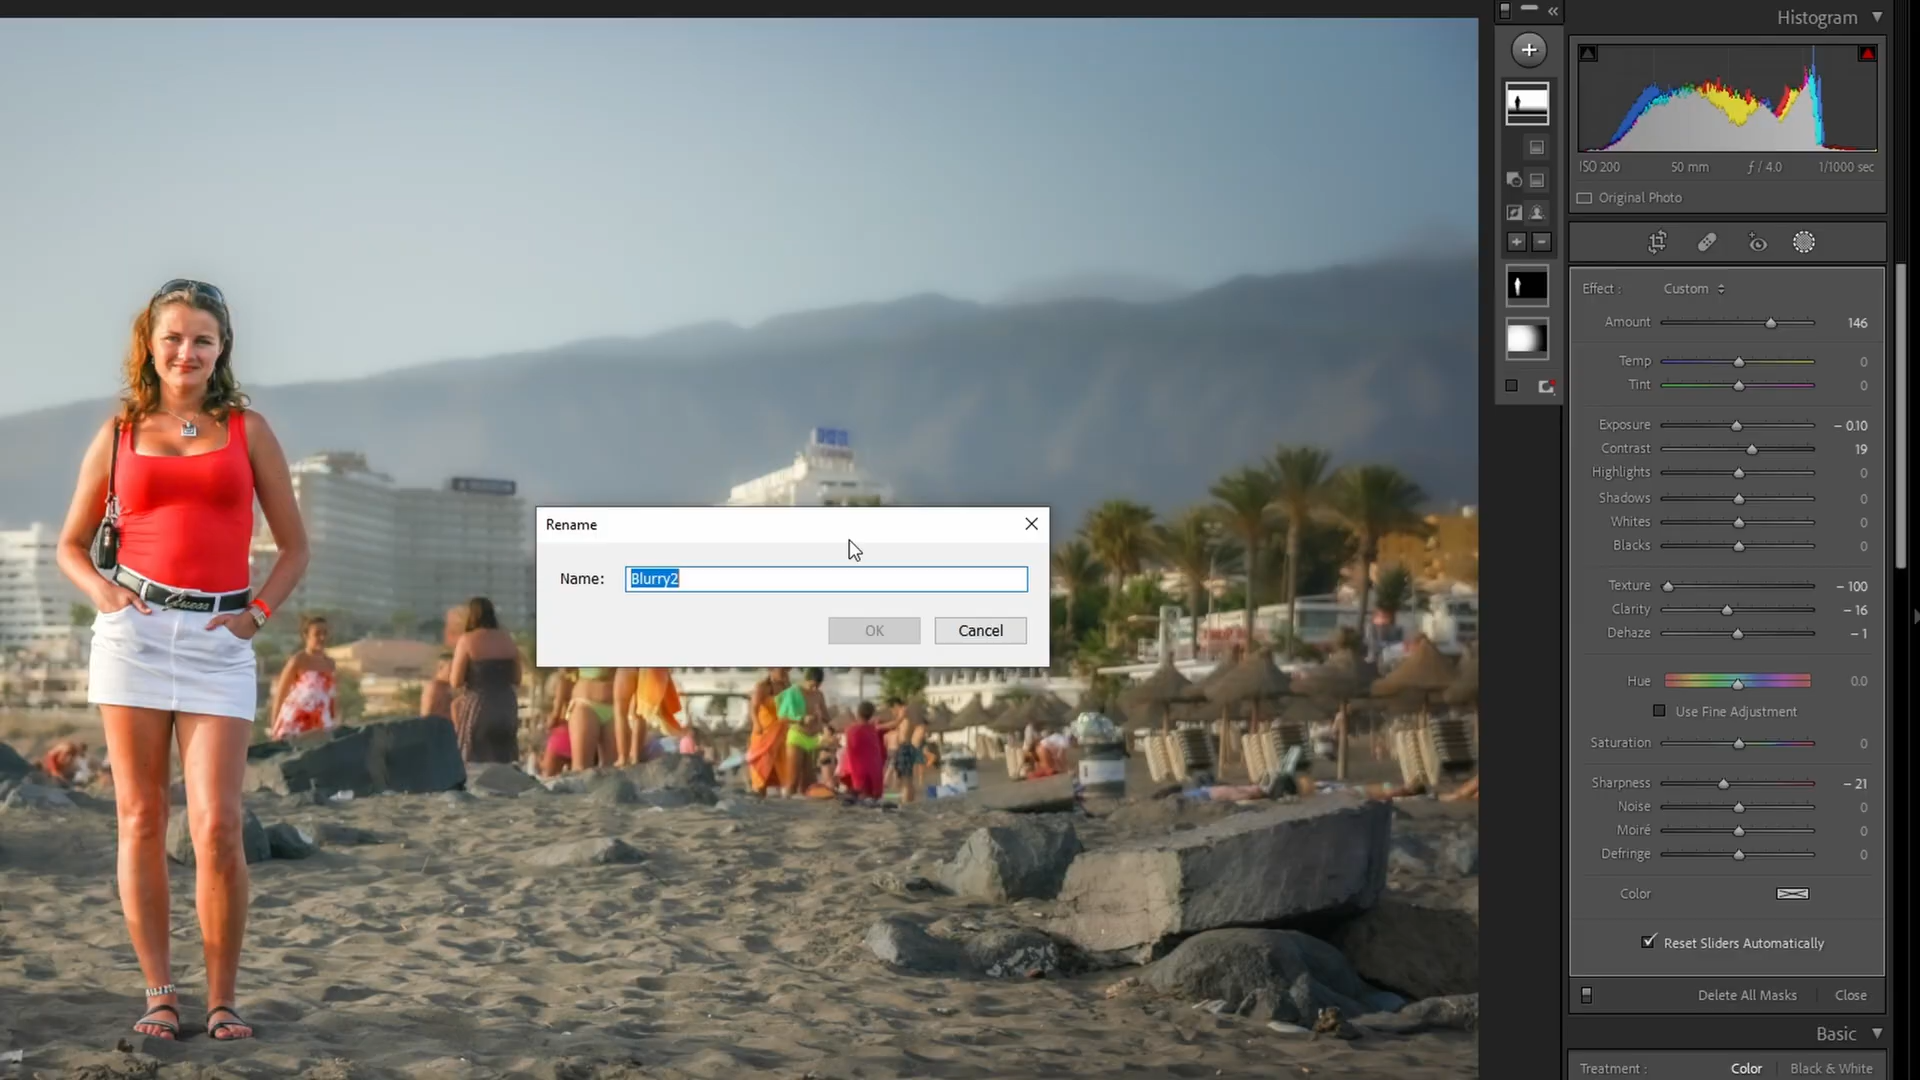 Histogram
ISO 200 50 mm ƒ / 4.0 1/1000 sec
Original Photo
Effect : Custom
Amount 146
Temp 0
Tint 0
Exposure – 0.10
Contrast 19
Highlights 0
Shadows 0
Whites 0
Blacks 0
Texture – 100
Clarity – 16
Dehaze – 1
Hue 0.0
Use Fine Adjustment
Saturation 0
Sharpness – 21
Noise 0
Moiré 0
Defringe 0
Color
Reset Sliders Automatically
Delete All Masks Close
Basic
Treatment : Color Black & White
Rename
Name: Blurry2
OK Cancel
Guess